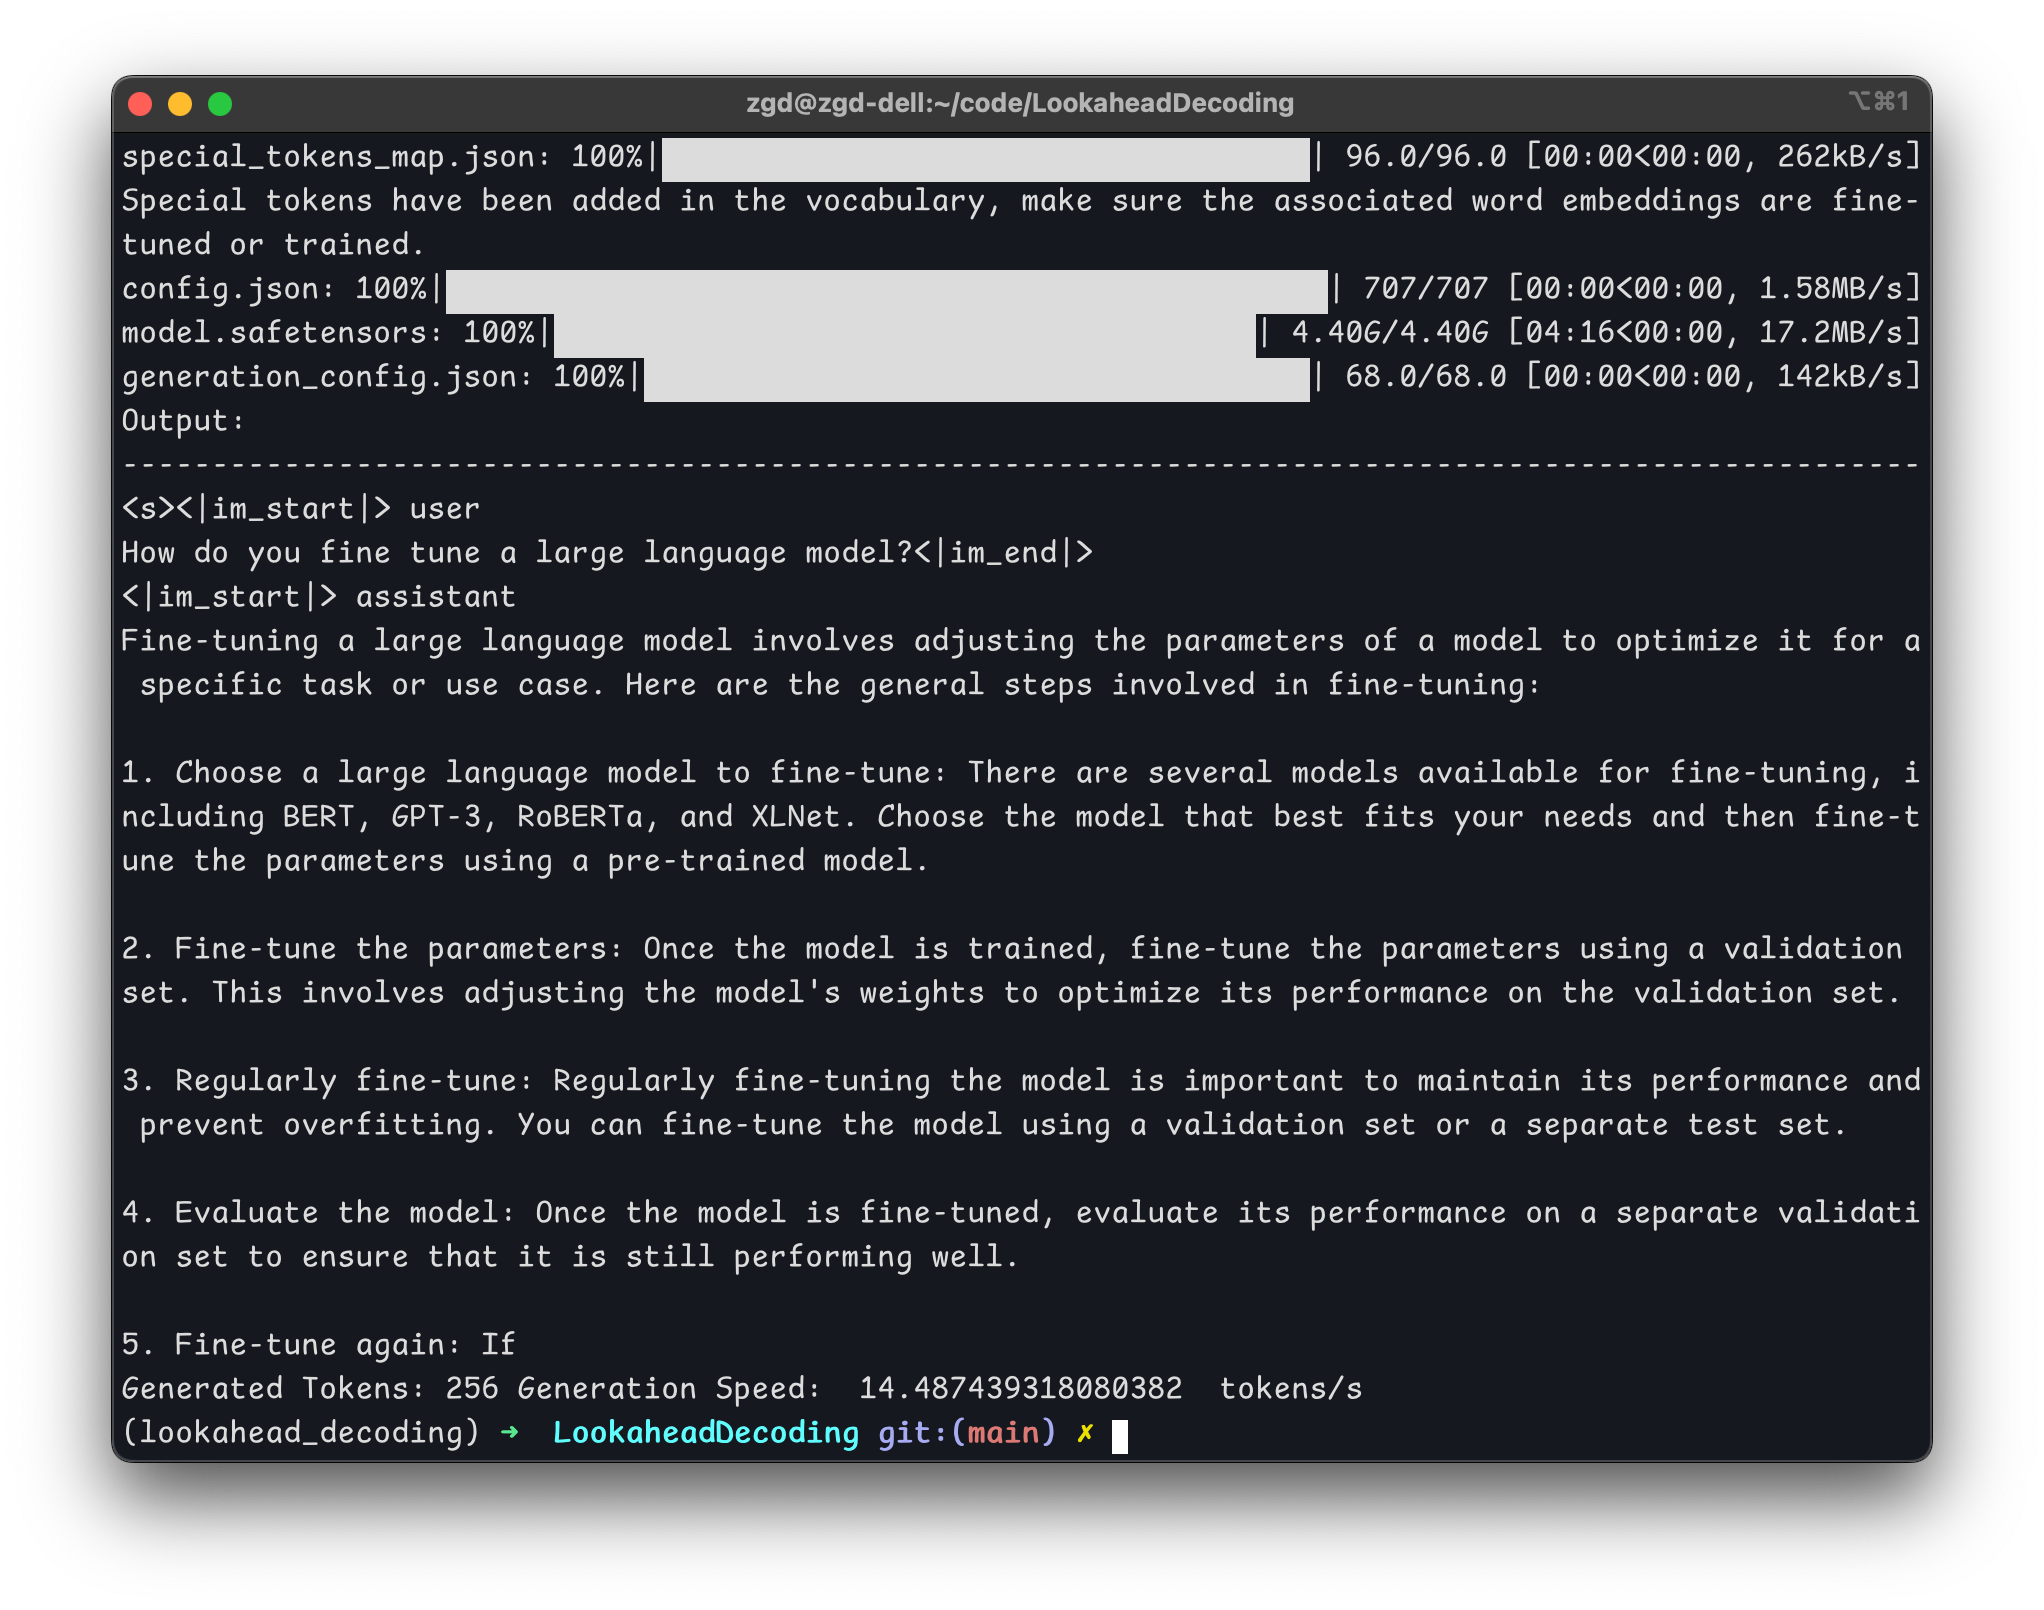 zgd@zgd-dell:~/code/LookaheadDecoding
⌥⌘1
special_tokens_map.json: 100%| | 96.0/96.0 [00:00<00:00, 262kB/s]
Special tokens have been added in the vocabulary, make sure the associated word embeddings are fine-
tuned or trained.
config.json: 100%| | 707/707 [00:00<00:00, 1.58MB/s]
model.safetensors: 100%| | 4.40G/4.40G [04:16<00:00, 17.2MB/s]
generation_config.json: 100%| | 68.0/68.0 [00:00<00:00, 142kB/s]
Output:
----------------------------------------------------------------------------------------------------
<s><|im_start|> user
How do you fine tune a large language model?<|im_end|>
<|im_start|> assistant
Fine-tuning a large language model involves adjusting the parameters of a model to optimize it for a
 specific task or use case. Here are the general steps involved in fine-tuning:
1. Choose a large language model to fine-tune: There are several models available for fine-tuning, i
ncluding BERT, GPT-3, RoBERTa, and XLNet. Choose the model that best fits your needs and then fine-t
une the parameters using a pre-trained model.
2. Fine-tune the parameters: Once the model is trained, fine-tune the parameters using a validation
set. This involves adjusting the model's weights to optimize its performance on the validation set.
3. Regularly fine-tune: Regularly fine-tuning the model is important to maintain its performance and
 prevent overfitting. You can fine-tune the model using a validation set or a separate test set.
4. Evaluate the model: Once the model is fine-tuned, evaluate its performance on a separate validati
on set to ensure that it is still performing well.
5. Fine-tune again: If
Generated Tokens: 256 Generation Speed:  14.487439318080382  tokens/s
(lookahead_decoding) ➜  LookaheadDecoding git:(main) ✗